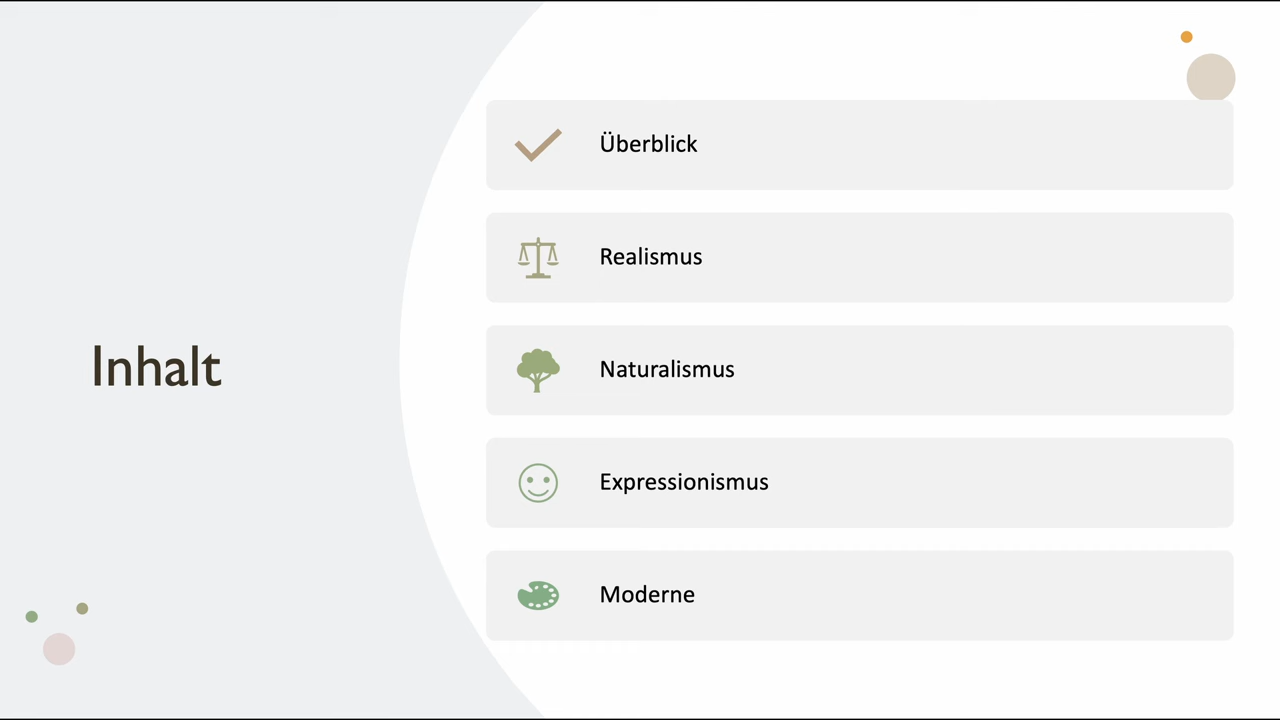 Inhalt
Überblick
Realismus
Naturalismus
Expressionismus
Moderne